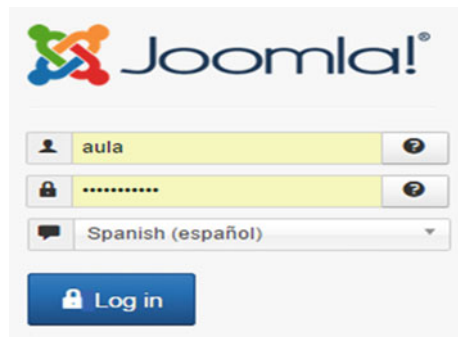 Joomla!®
aula
•••••••••••
Spanish (español)
Log in